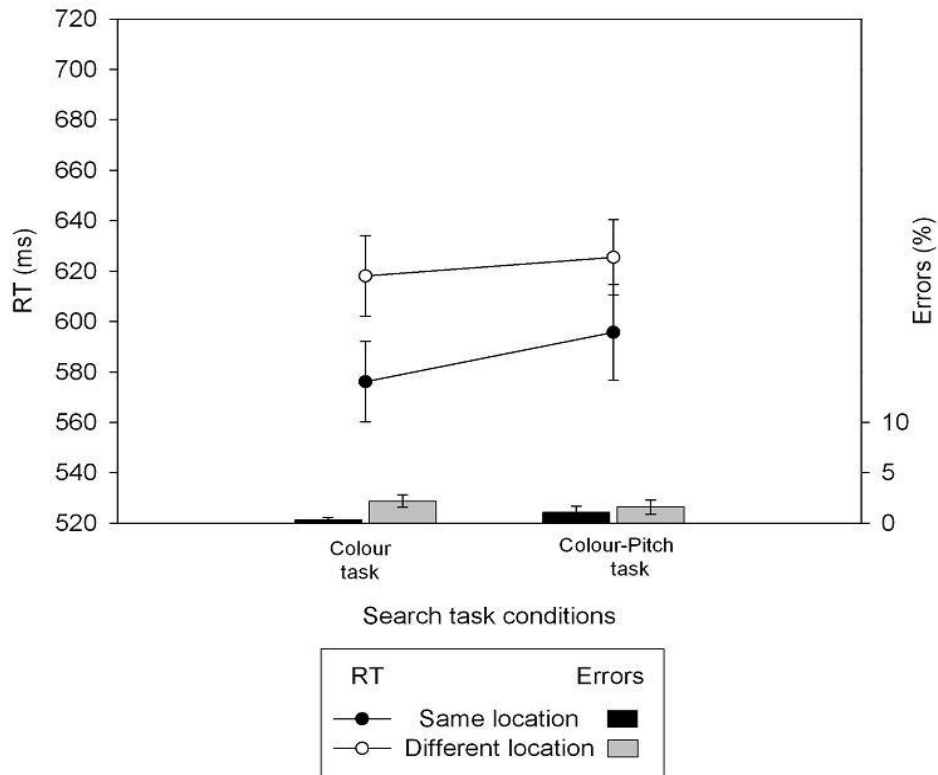 720
700
680
660
640
620
600
580
560
540
520
RT (ms)
10
5
0
Errors (%)
Colour
task
Colour-Pitch
task
Search task conditions
RT Errors
Same location
Different location